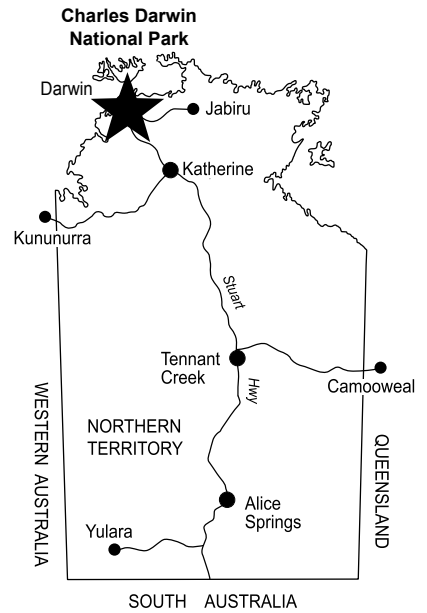 Charles Darwin
National Park
Darwin
Jabiru
Katherine
Kununurra
Stuart
Tennant
Creek
Camooweal
Hwy
WESTERN AUSTRALIA
NORTHERN
TERRITORY
QUEENSLAND
Alice
Springs
Yulara
SOUTH AUSTRALIA